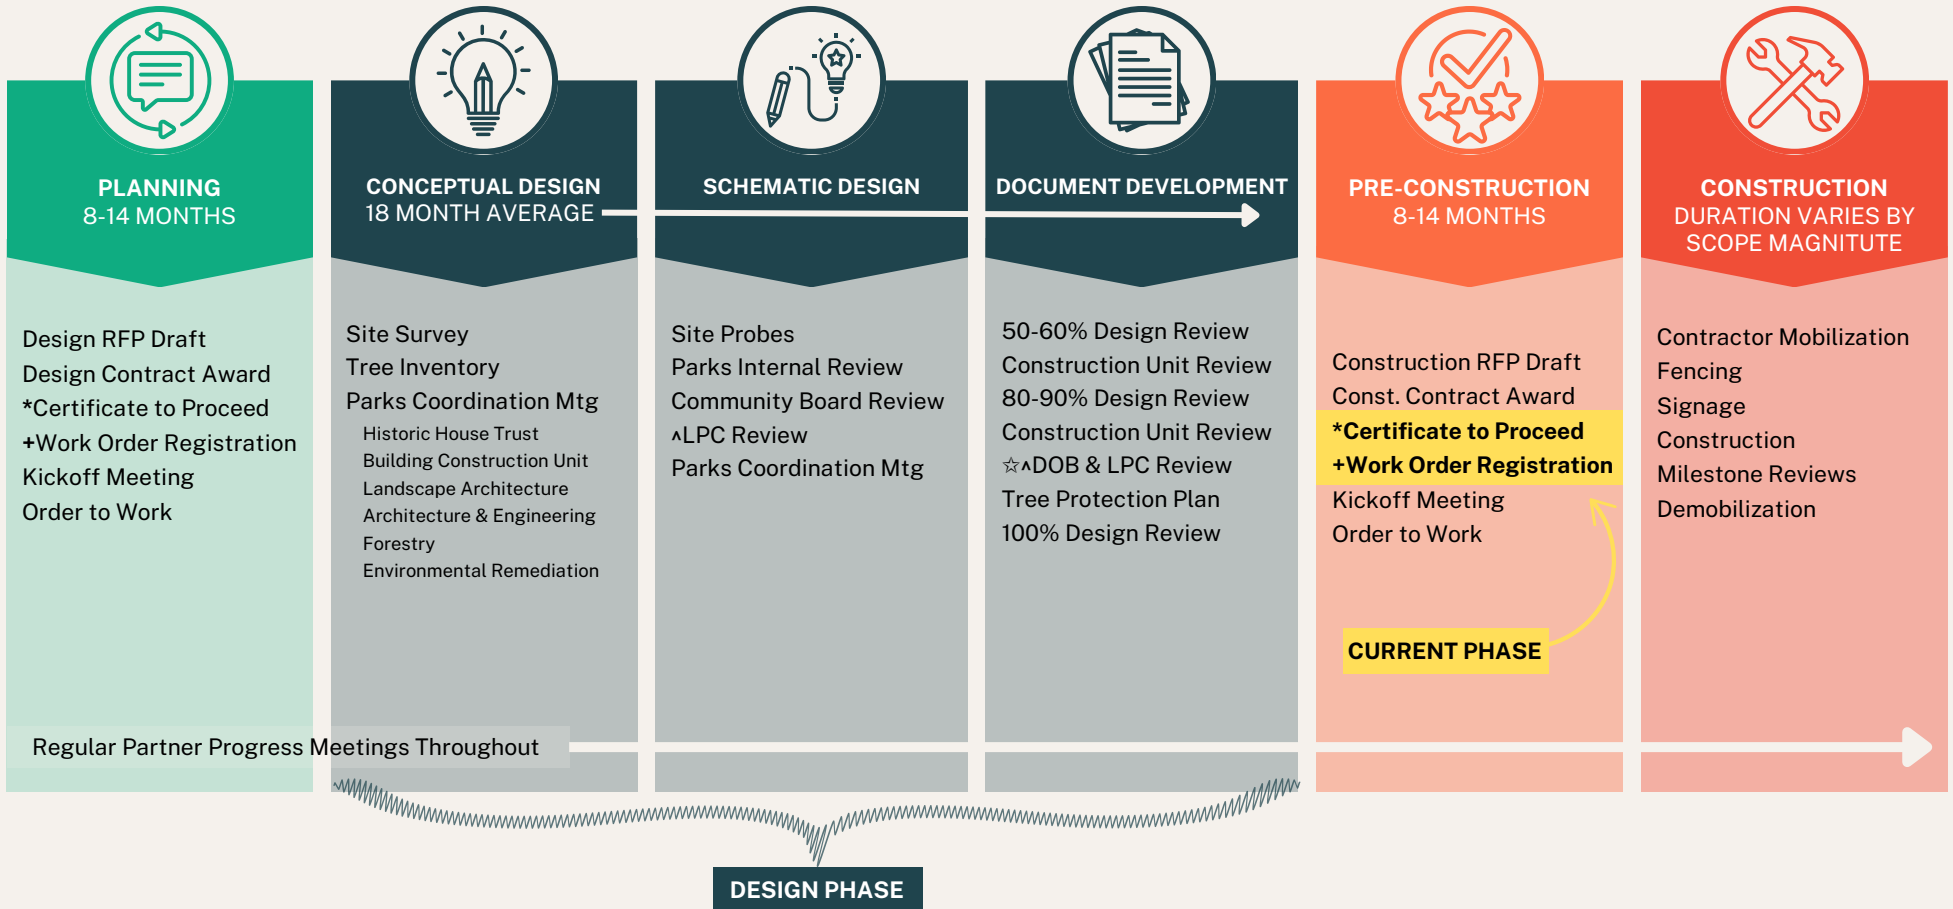 PLANNING
8-14 MONTHS
Design RFP Draft
Design Contract Award
*Certificate to Proceed
+Work Order Registration
Kickoff Meeting
Order to Work
CONCEPTUAL DESIGN
18 MONTH AVERAGE
Site Survey
Tree Inventory
Parks Coordination Mtg
Historic House Trust
Building Construction Unit
Landscape Architecture
Architecture & Engineering
Forestry
Environmental Remediation
SCHEMATIC DESIGN
Site Probes
Parks Internal Review
Community Board Review
^LPC Review
Parks Coordination Mtg
DOCUMENT DEVELOPMENT
50-60% Design Review
Construction Unit Review
80-90% Design Review
Construction Unit Review
☆^DOB & LPC Review
Tree Protection Plan
100% Design Review
PRE-CONSTRUCTION
8-14 MONTHS
Construction RFP Draft
Const. Contract Award
*Certificate to Proceed
+Work Order Registration
Kickoff Meeting
Order to Work
CURRENT PHASE
CONSTRUCTION
DURATION VARIES BY
SCOPE MAGNITUTE
Contractor Mobilization
Fencing
Signage
Construction
Milestone Reviews
Demobilization
Regular Partner Progress Meetings Throughout
DESIGN PHASE